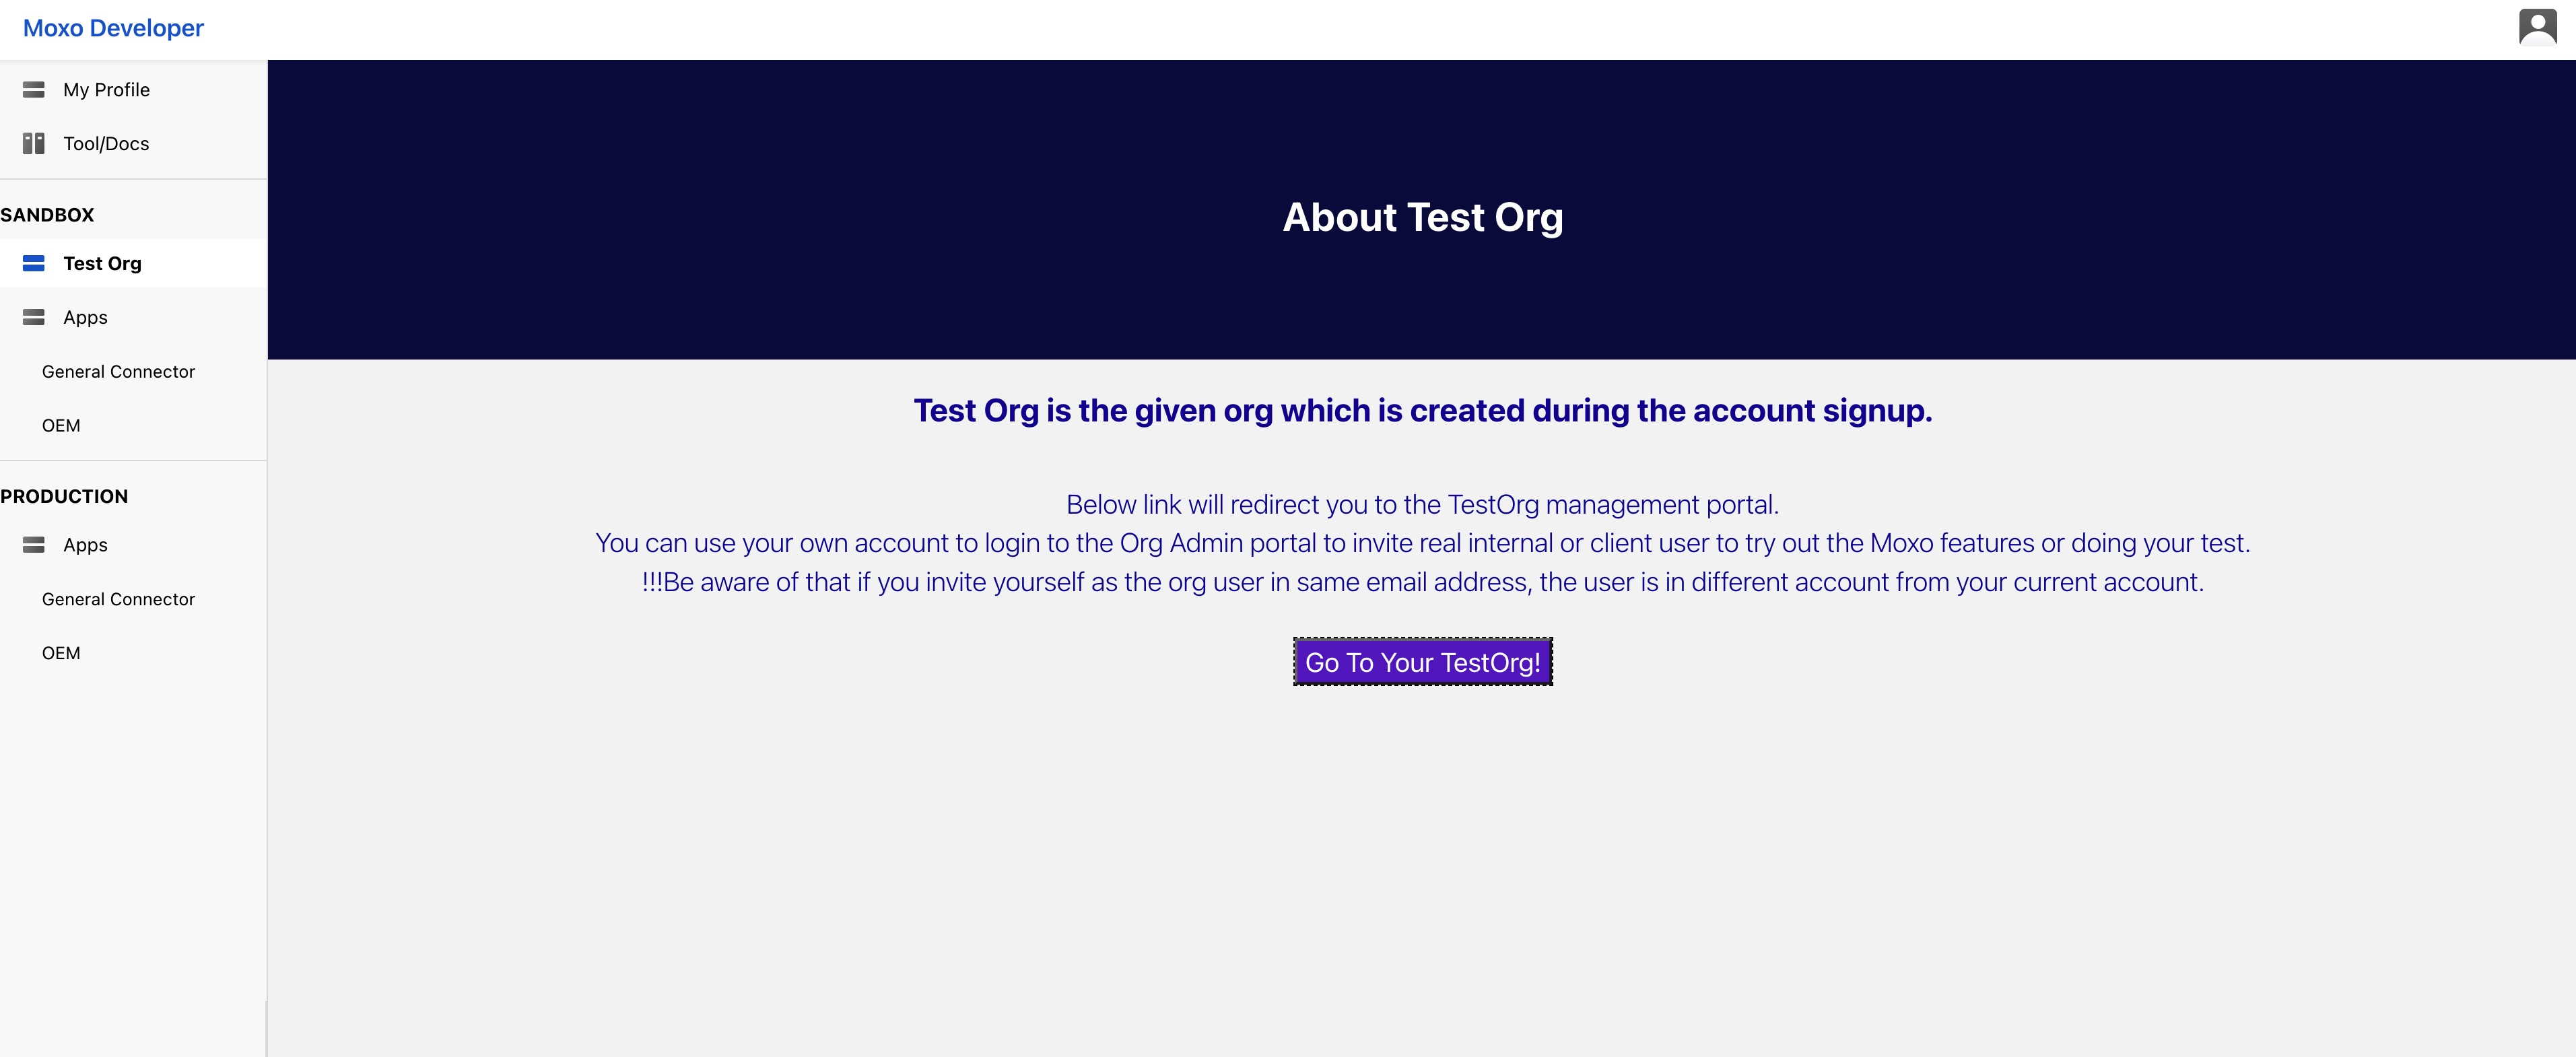 Moxo Developer
My Profile
Tool/Docs
SANDBOX
Test Org
Apps
General Connector
OEM
PRODUCTION
Apps
General Connector
OEM
About Test Org
Test Org is the given org which is created during the account signup.
Below link will redirect you to the TestOrg management portal.
You can use your own account to login to the Org Admin portal to invite real internal or client user to try out the Moxo features or doing your test.
!!!Be aware of that if you invite yourself as the org user in same email address, the user is in different account from your current account.
Go To Your TestOrg!